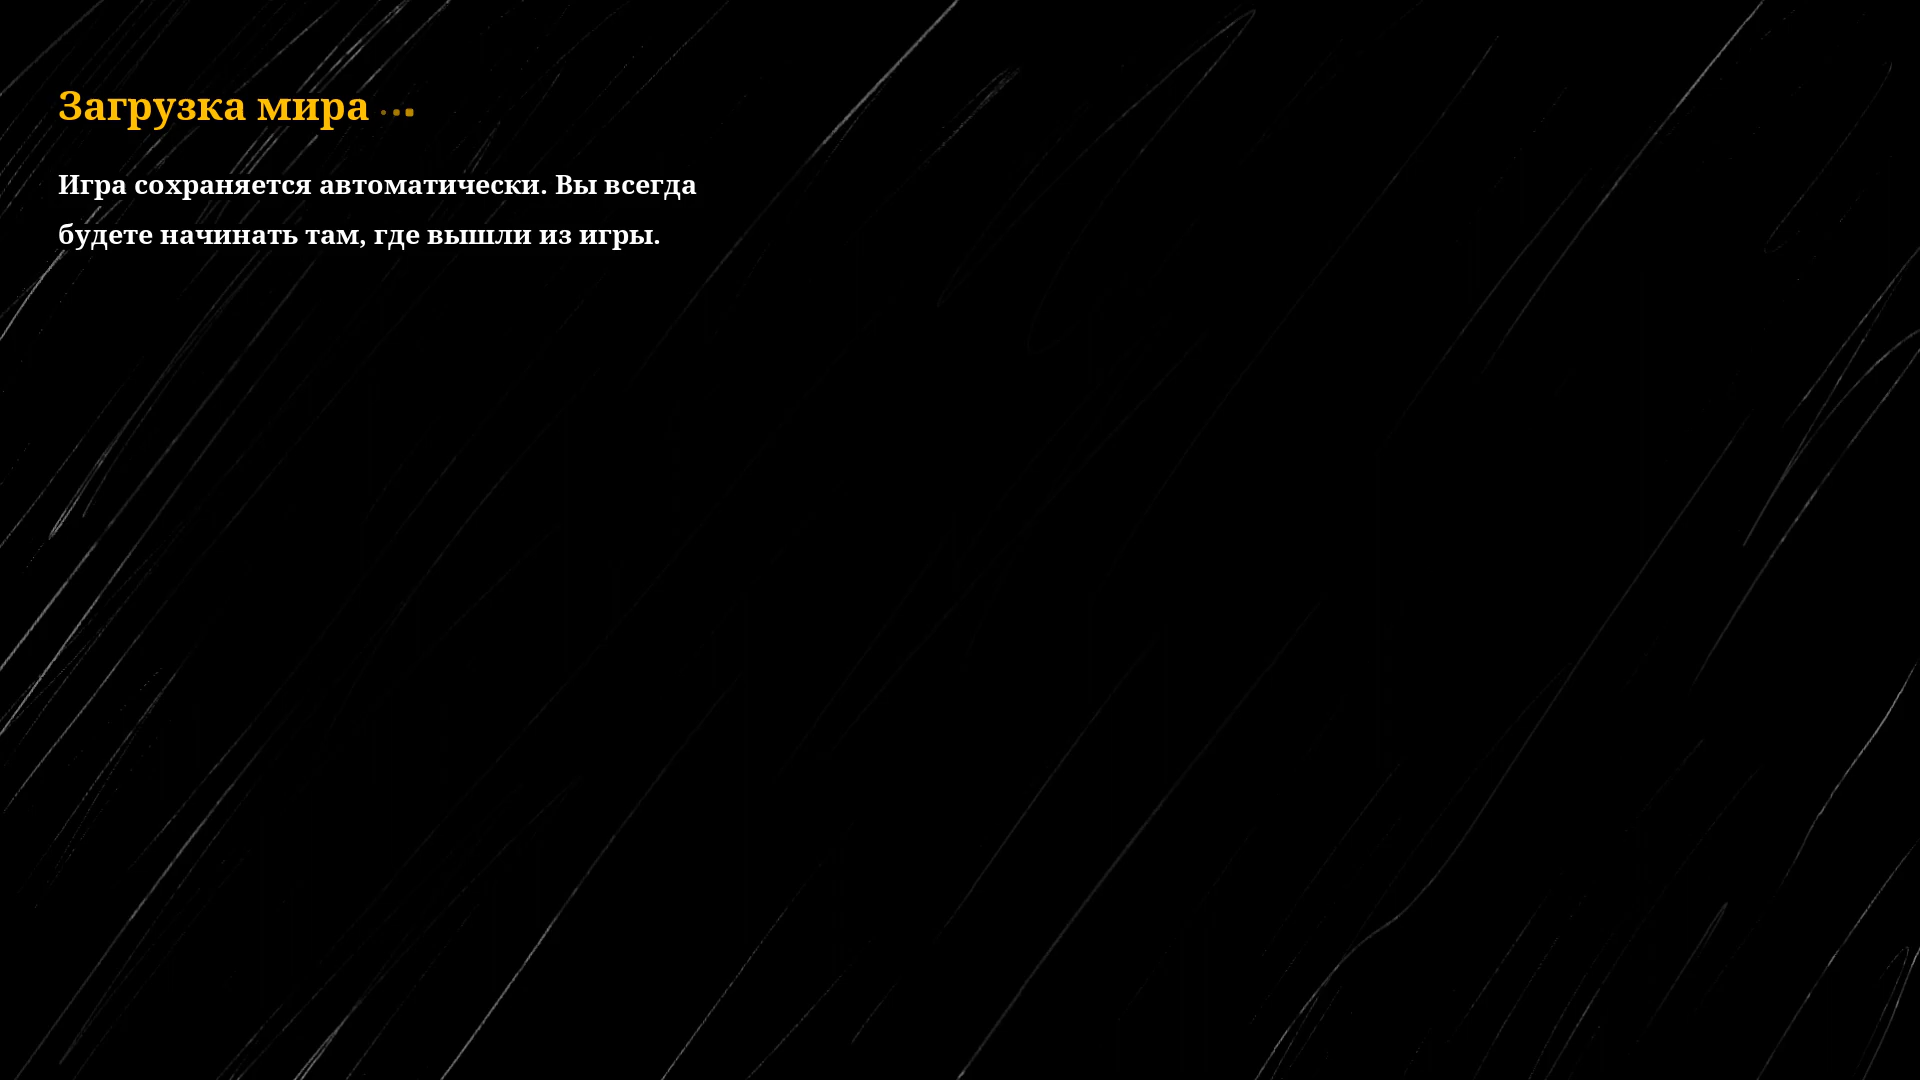 Загрузка мира ...
Игра сохраняется автоматически. Вы всегда
будете начинать там, где вышли из игры.